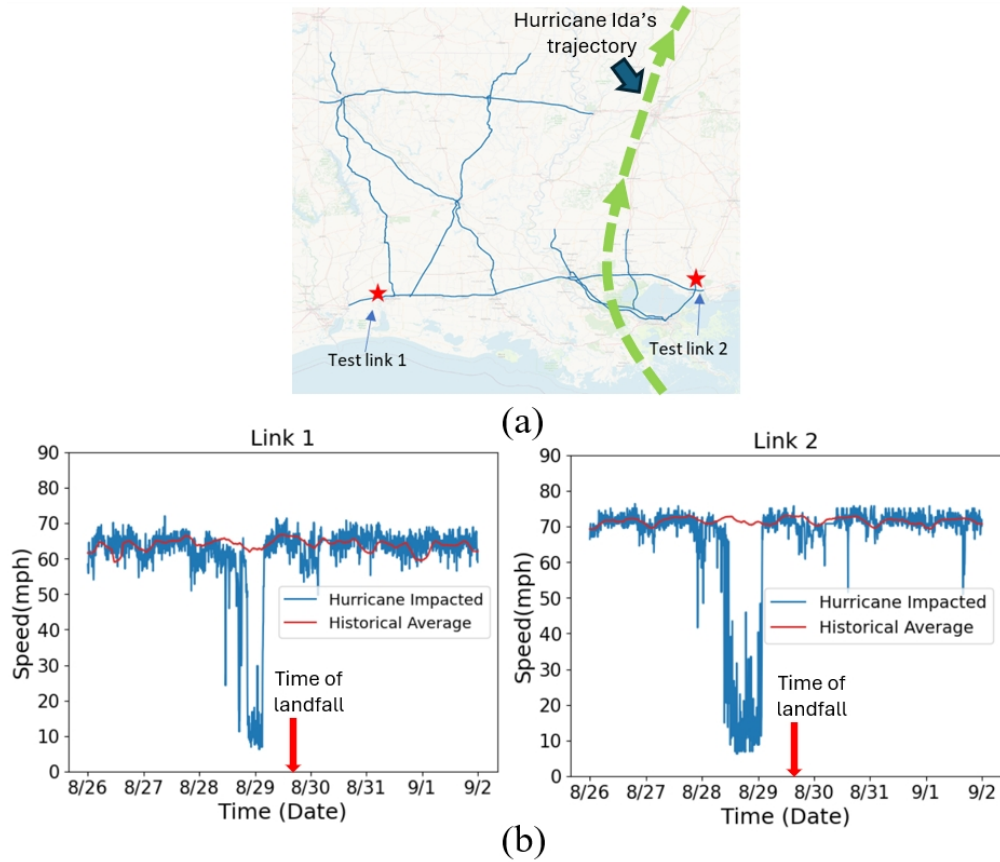 Hurricane Ida's
trajectory
Test link 1
Test link 2
(a)
Link 1
90
80
70
60
50
40
30
20
10
0
Speed(mph)
Hurricane Impacted
Historical Average
Time of
landfall
8/26 8/27 8/28 8/29 8/30 8/31 9/1 9/2
Time (Date)
Link 2
90
80
70
60
50
40
30
20
10
0
Speed(mph)
Hurricane Impacted
Historical Average
Time of
landfall
8/26 8/27 8/28 8/29 8/30 8/31 9/1 9/2
Time (Date)
(b)